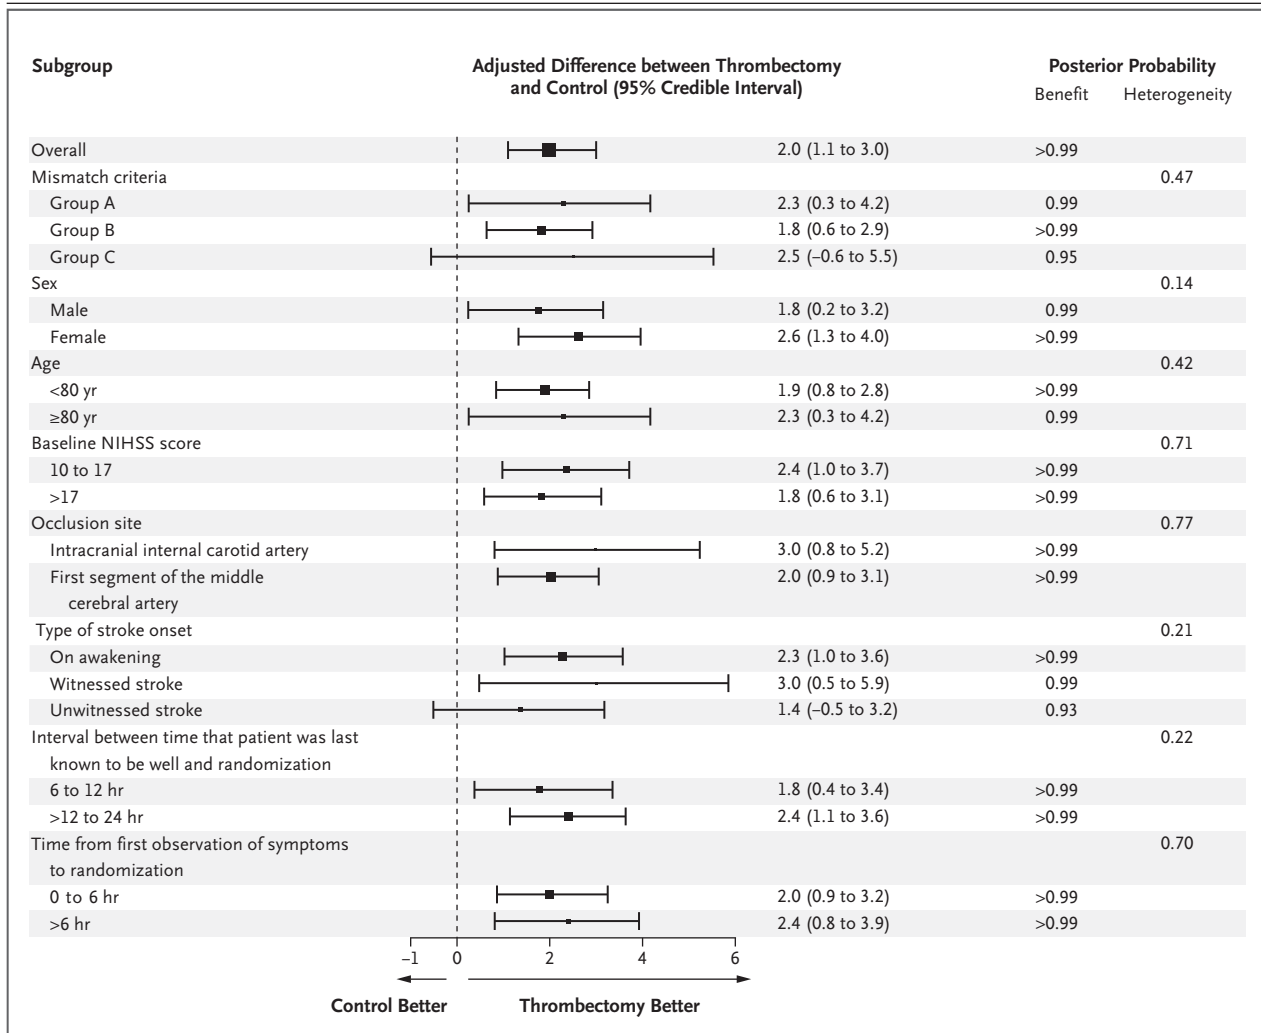 Subgroup Adjusted Difference between Thrombectomy Posterior Probability
and Control (95% Credible Interval) Benefit Heterogeneity
Overall 2.0 (1.1 to 3.0) >0.99
Mismatch criteria 0.47
Group A 2.3 (0.3 to 4.2) 0.99
Group B 1.8 (0.6 to 2.9) >0.99
Group C 2.5 (–0.6 to 5.5) 0.95
Sex 0.14
Male 1.8 (0.2 to 3.2) 0.99
Female 2.6 (1.3 to 4.0) >0.99
Age 0.42
<80 yr 1.9 (0.8 to 2.8) >0.99
≥80 yr 2.3 (0.3 to 4.2) 0.99
Baseline NIHSS score 0.71
10 to 17 2.4 (1.0 to 3.7) >0.99
>17 1.8 (0.6 to 3.1) >0.99
Occlusion site 0.77
Intracranial internal carotid artery 3.0 (0.8 to 5.2) >0.99
First segment of the middle 2.0 (0.9 to 3.1) >0.99
cerebral artery
Type of stroke onset 0.21
On awakening 2.3 (1.0 to 3.6) >0.99
Witnessed stroke 3.0 (0.5 to 5.9) 0.99
Unwitnessed stroke 1.4 (–0.5 to 3.2) 0.93
Interval between time that patient was last 0.22
known to be well and randomization
6 to 12 hr 1.8 (0.4 to 3.4) >0.99
>12 to 24 hr 2.4 (1.1 to 3.6) >0.99
Time from first observation of symptoms 0.70
to randomization
0 to 6 hr 2.0 (0.9 to 3.2) >0.99
>6 hr 2.4 (0.8 to 3.9) >0.99
–1 0 2 4 6
Control Better Thrombectomy Better